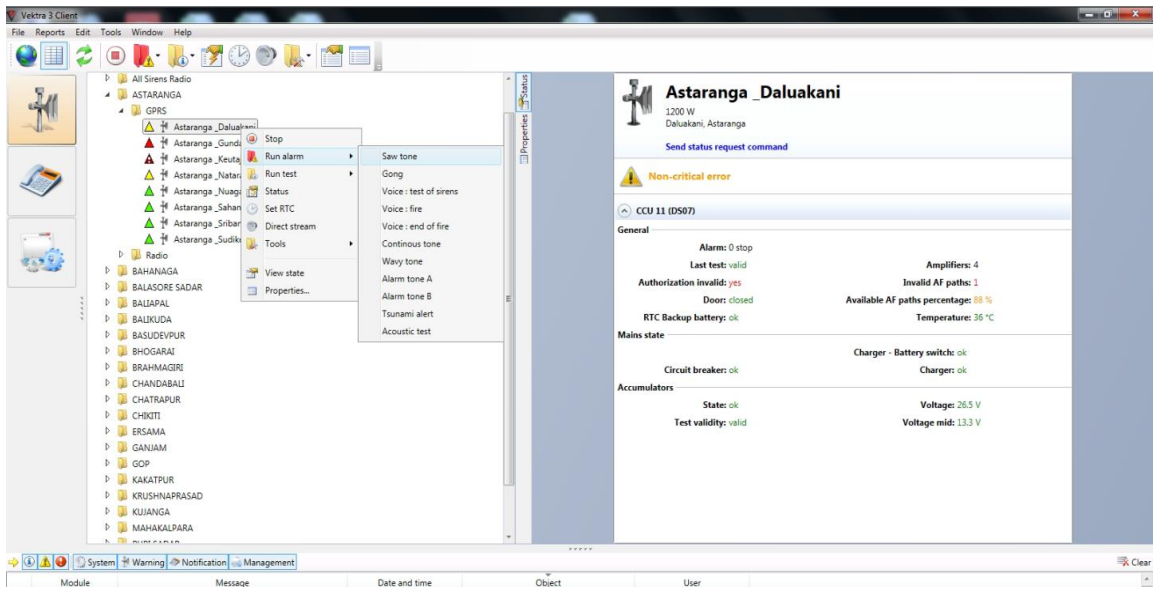 Vektra 3 Client
File Reports Edit Tools Window Help
All Sirens Radio
ASTARANGA
GPRS
Astaranga _Daluakani
Astaranga _Gunda
Astaranga _Keuta
Astaranga _Natara
Astaranga _Nuaga
Astaranga _Sahan
Astaranga _Sribar
Astaranga _Sudik
Radio
BAHANAGA
BALASORE SADAR
BALIAPAL
BALIKUDA
BASUDEVPUR
BHOGARAI
BRAHMAGIRI
CHANDABALI
CHATRAPUR
CHIKITI
ERSAMA
GANJAM
GOP
KAKATPUR
KRUSHNAPRASAD
KUJANGA
MAHAKALPARA
Stop
Run alarm
Run test
Status
Set RTC
Direct stream
Tools
View state
Properties...
Saw tone
Gong
Voice : test of sirens
Voice : fire
Voice : end of fire
Continous tone
Wavy tone
Alarm tone A
Alarm tone B
Tsunami alert
Acoustic test
Status
Properties
Astaranga _Daluakani
1200 W
Daluakani, Astaranga
Send status request command
Non-critical error
CCU 11 (DS07)
General
Alarm: 0 stop
Last test: valid Amplifiers: 4
Authorization invalid: yes Invalid AF paths: 1
Door: closed Available AF paths percentage: 88 %
RTC Backup battery: ok Temperature: 36 °C
Mains state
Charger - Battery switch: ok
Circuit breaker: ok Charger: ok
Accumulators
State: ok Voltage: 26.5 V
Test validity: valid Voltage mid: 13.3 V
System Warning Notification Management Clear
Module Message Date and time Object User